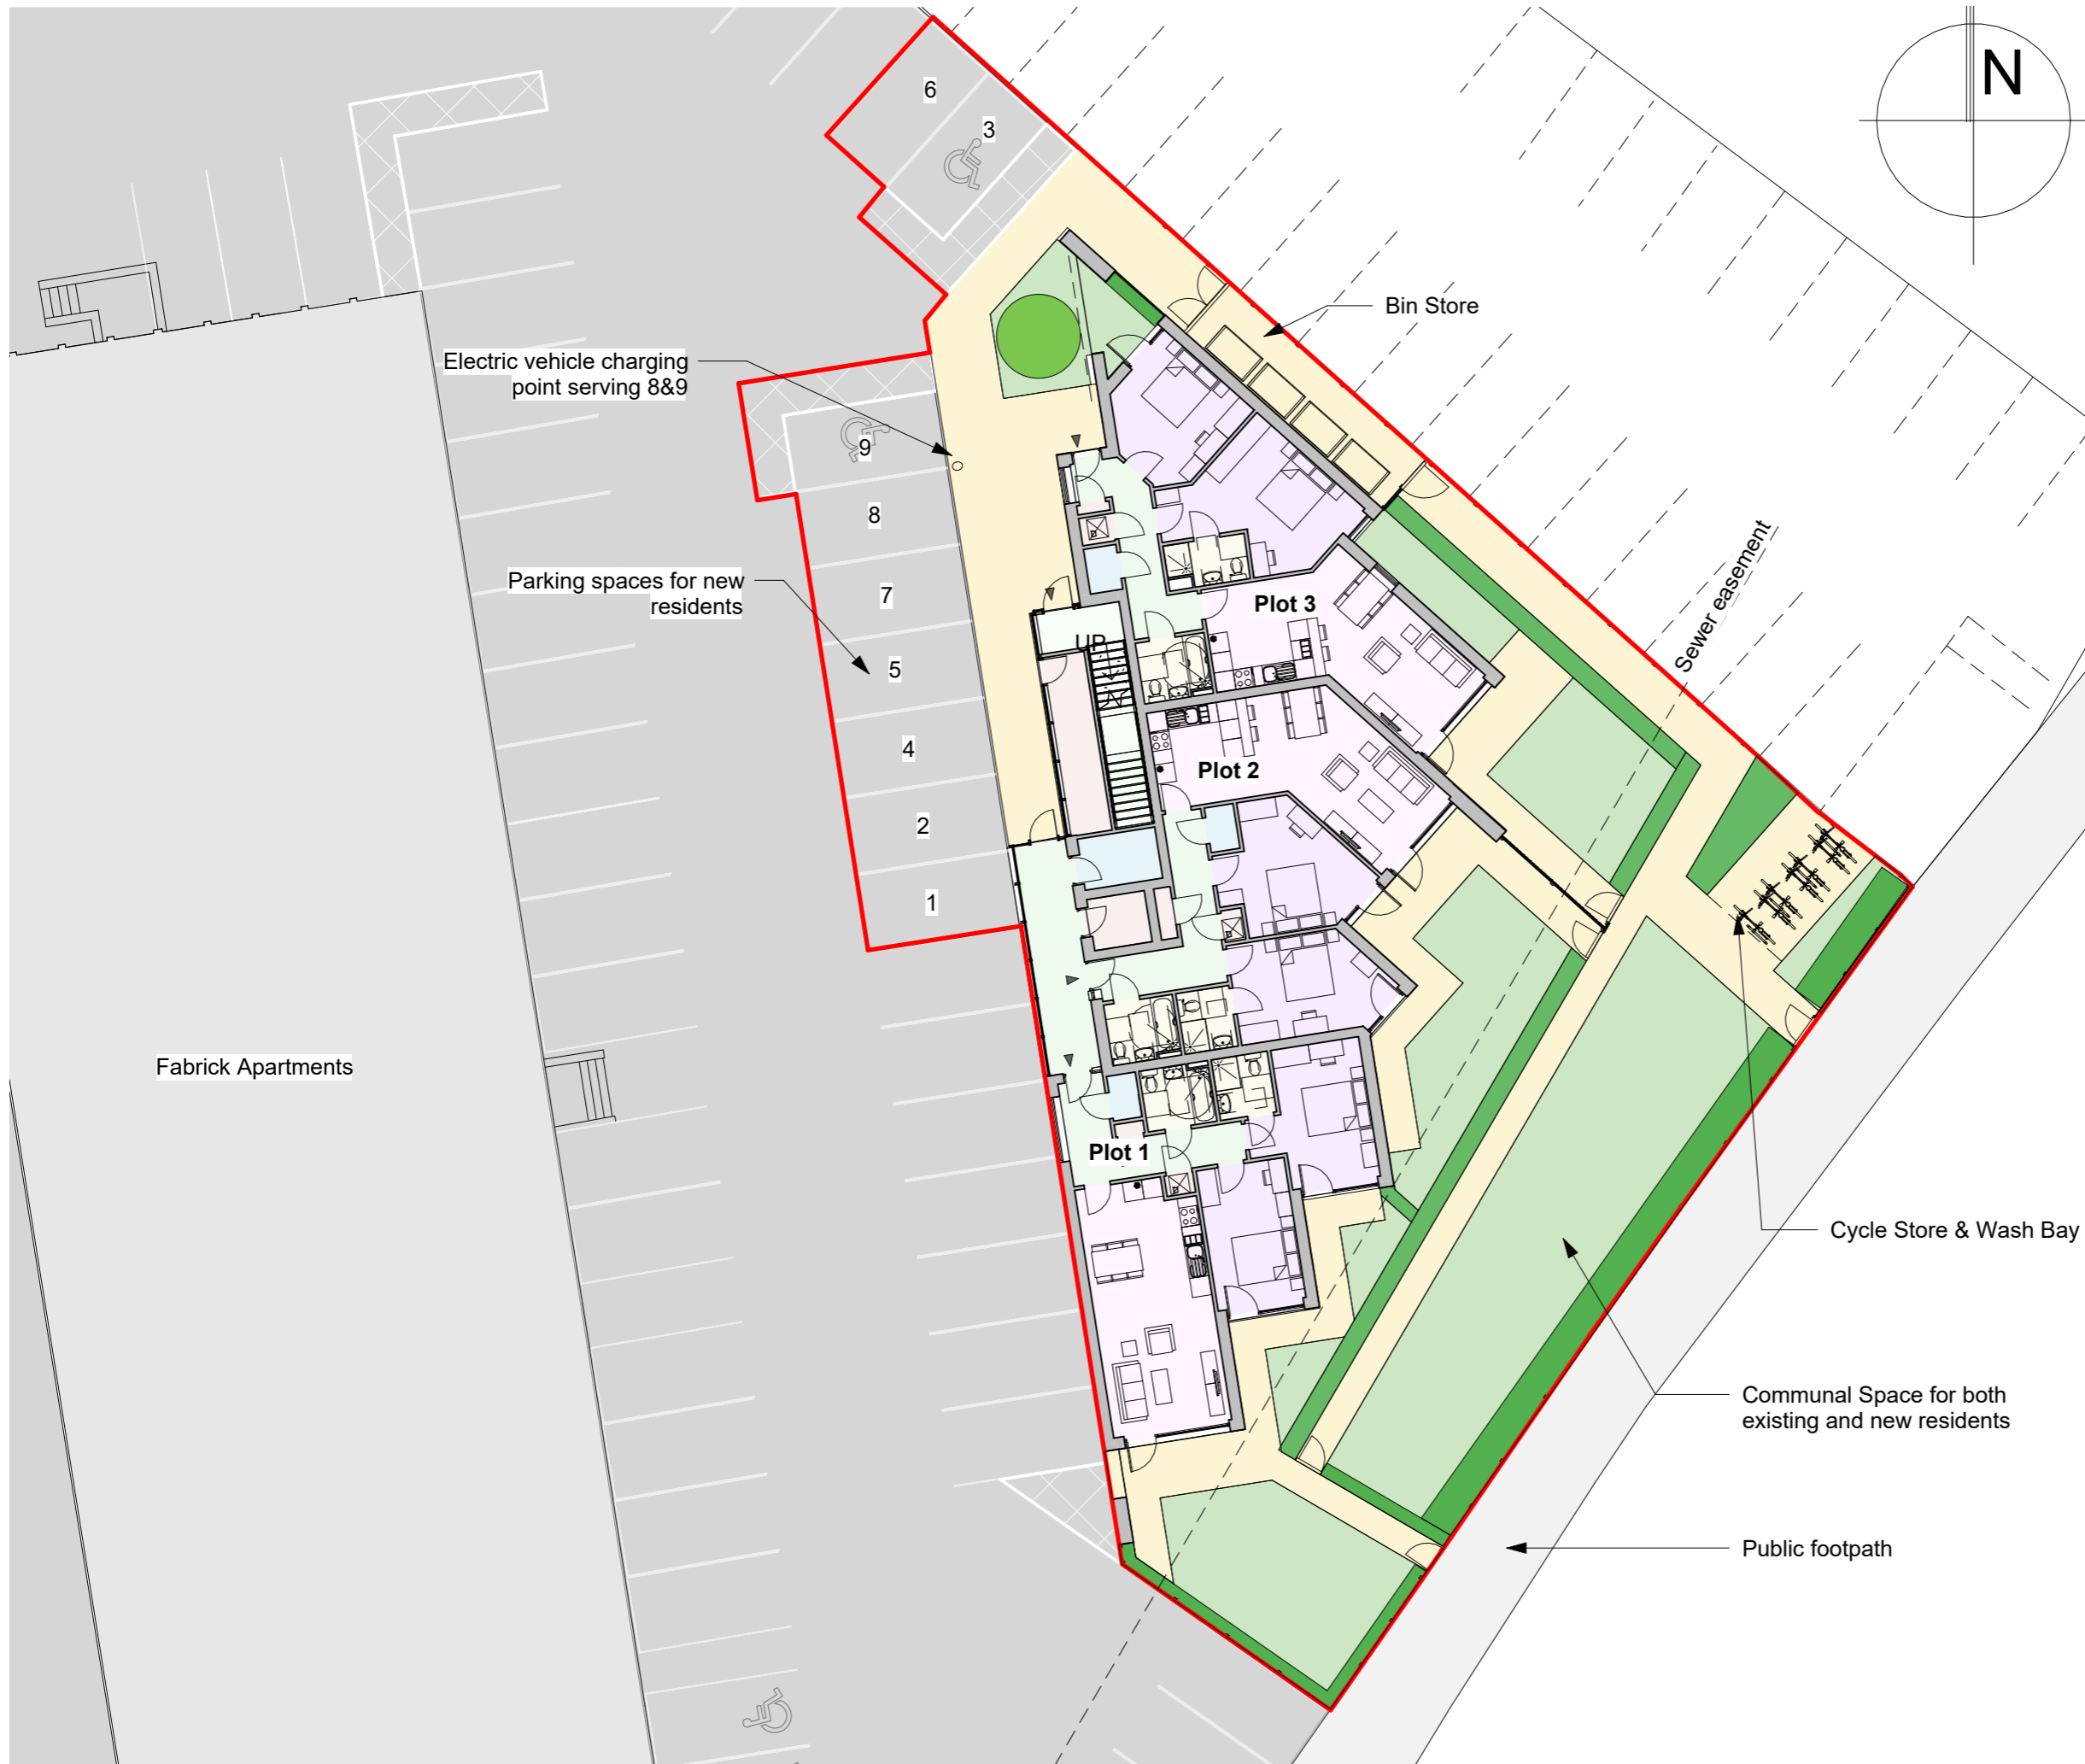 N
6
3
Bin Store
Electric vehicle charging
point serving 8&9
9
8
Parking spaces for new
residents
7
5
4
2
1
UP
Plot 3
Plot 2
Plot 1
Sewer easement
Fabrick Apartments
Cycle Store & Wash Bay
Communal Space for both
existing and new residents
Public footpath